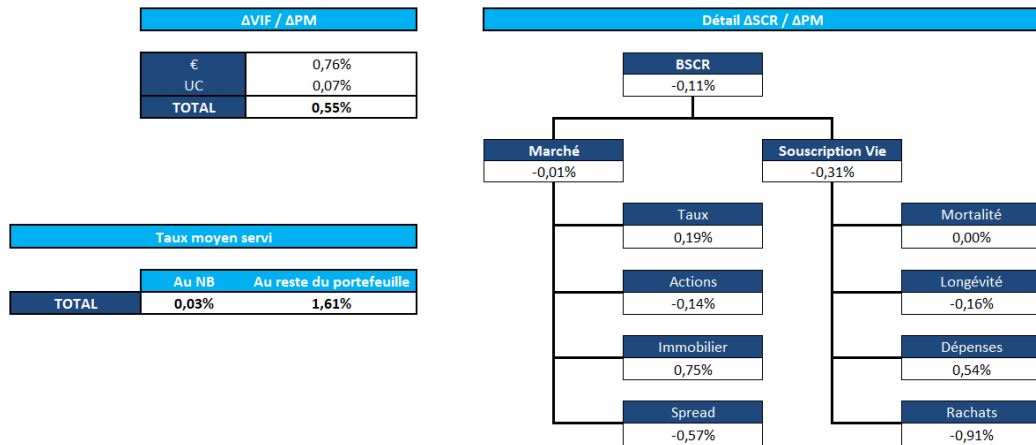 ΔVIF / ΔPM
€ 0,76%
UC 0,07%
TOTAL 0,55%
Taux moyen servi
Au NB Au reste du portefeuille
TOTAL 0,03% 1,61%
Détail ΔSCR / ΔPM
BSCR
-0,11%
Marché Souscription Vie
-0,01% -0,31%
Taux Mortalité
0,19% 0,00%
Actions Longévité
-0,14% -0,16%
Immobilier Dépenses
0,75% 0,54%
Spread Rachats
-0,57% -0,91%